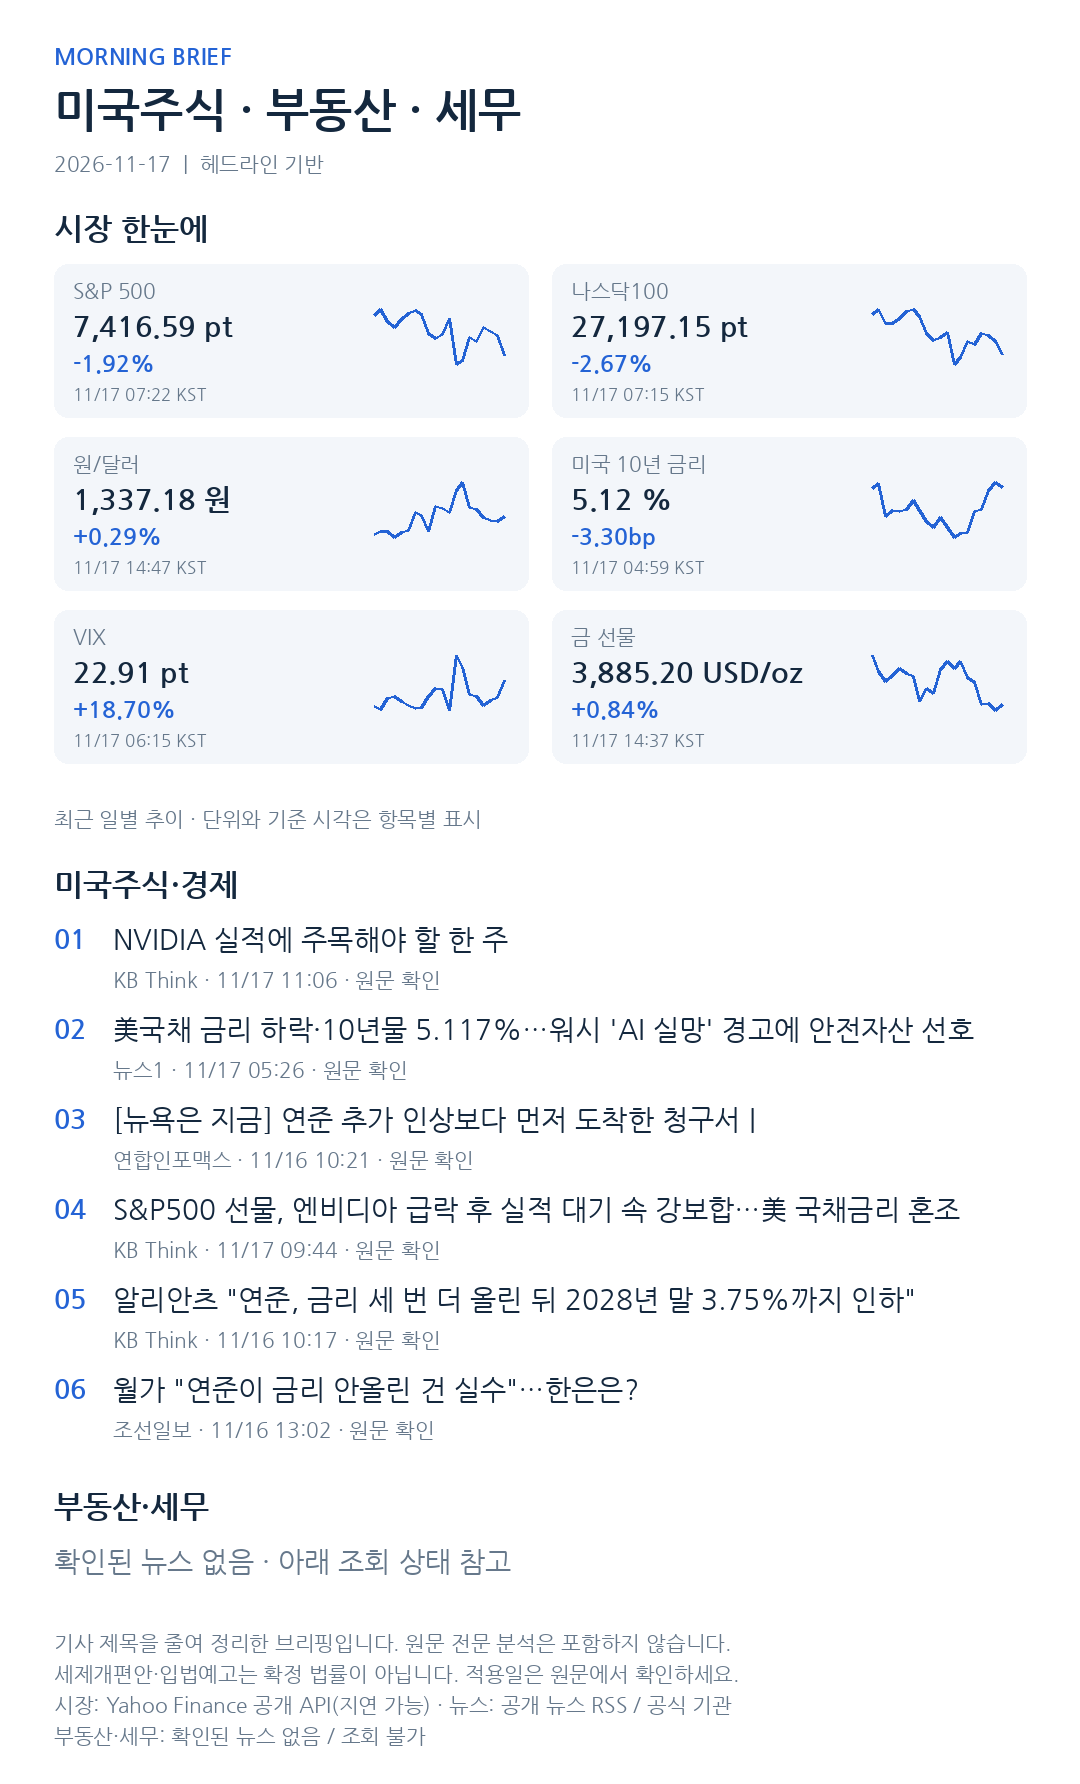 MORNING BRIEF
미국주식 · 부동산 · 세무
2026-11-17 | 헤드라인 기반
시장 한눈에
S&P 500
7,416.59 pt
-1.92%
11/17 07:22 KST
나스닥100
27,197.15 pt
-2.67%
11/17 07:15 KST
원/달러
1,337.18 원
+0.29%
11/17 14:47 KST
미국 10년 금리
5.12 %
-3.30bp
11/17 04:59 KST
VIX
22.91 pt
+18.70%
11/17 06:15 KST
금 선물
3,885.20 USD/oz
+0.84%
11/17 14:37 KST
최근 일별 추이 · 단위와 기준 시각은 항목별 표시
미국주식·경제
01 NVIDIA 실적에 주목해야 할 한 주
KB Think · 11/17 11:06 · 원문 확인
02 美국채 금리 하락·10년물 5.117%…워시 'AI 실망' 경고에 안전자산 선호
뉴스1 · 11/17 05:26 · 원문 확인
03 [뉴욕은 지금] 연준 추가 인상보다 먼저 도착한 청구서 |
연합인포맥스 · 11/16 10:21 · 원문 확인
04 S&P500 선물, 엔비디아 급락 후 실적 대기 속 강보합…美 국채금리 혼조
KB Think · 11/17 09:44 · 원문 확인
05 알리안츠 "연준, 금리 세 번 더 올린 뒤 2028년 말 3.75%까지 인하"
KB Think · 11/16 10:17 · 원문 확인
06 월가 "연준이 금리 안올린 건 실수"…한은은?
조선일보 · 11/16 13:02 · 원문 확인
부동산·세무
확인된 뉴스 없음 · 아래 조회 상태 참고
기사 제목을 줄여 정리한 브리핑입니다. 원문 전문 분석은 포함하지 않습니다.
세제개편안·입법예고는 확정 법률이 아닙니다. 적용일은 원문에서 확인하세요.
시장: Yahoo Finance 공개 API(지연 가능) · 뉴스: 공개 뉴스 RSS / 공식 기관
부동산·세무: 확인된 뉴스 없음 / 조회 불가